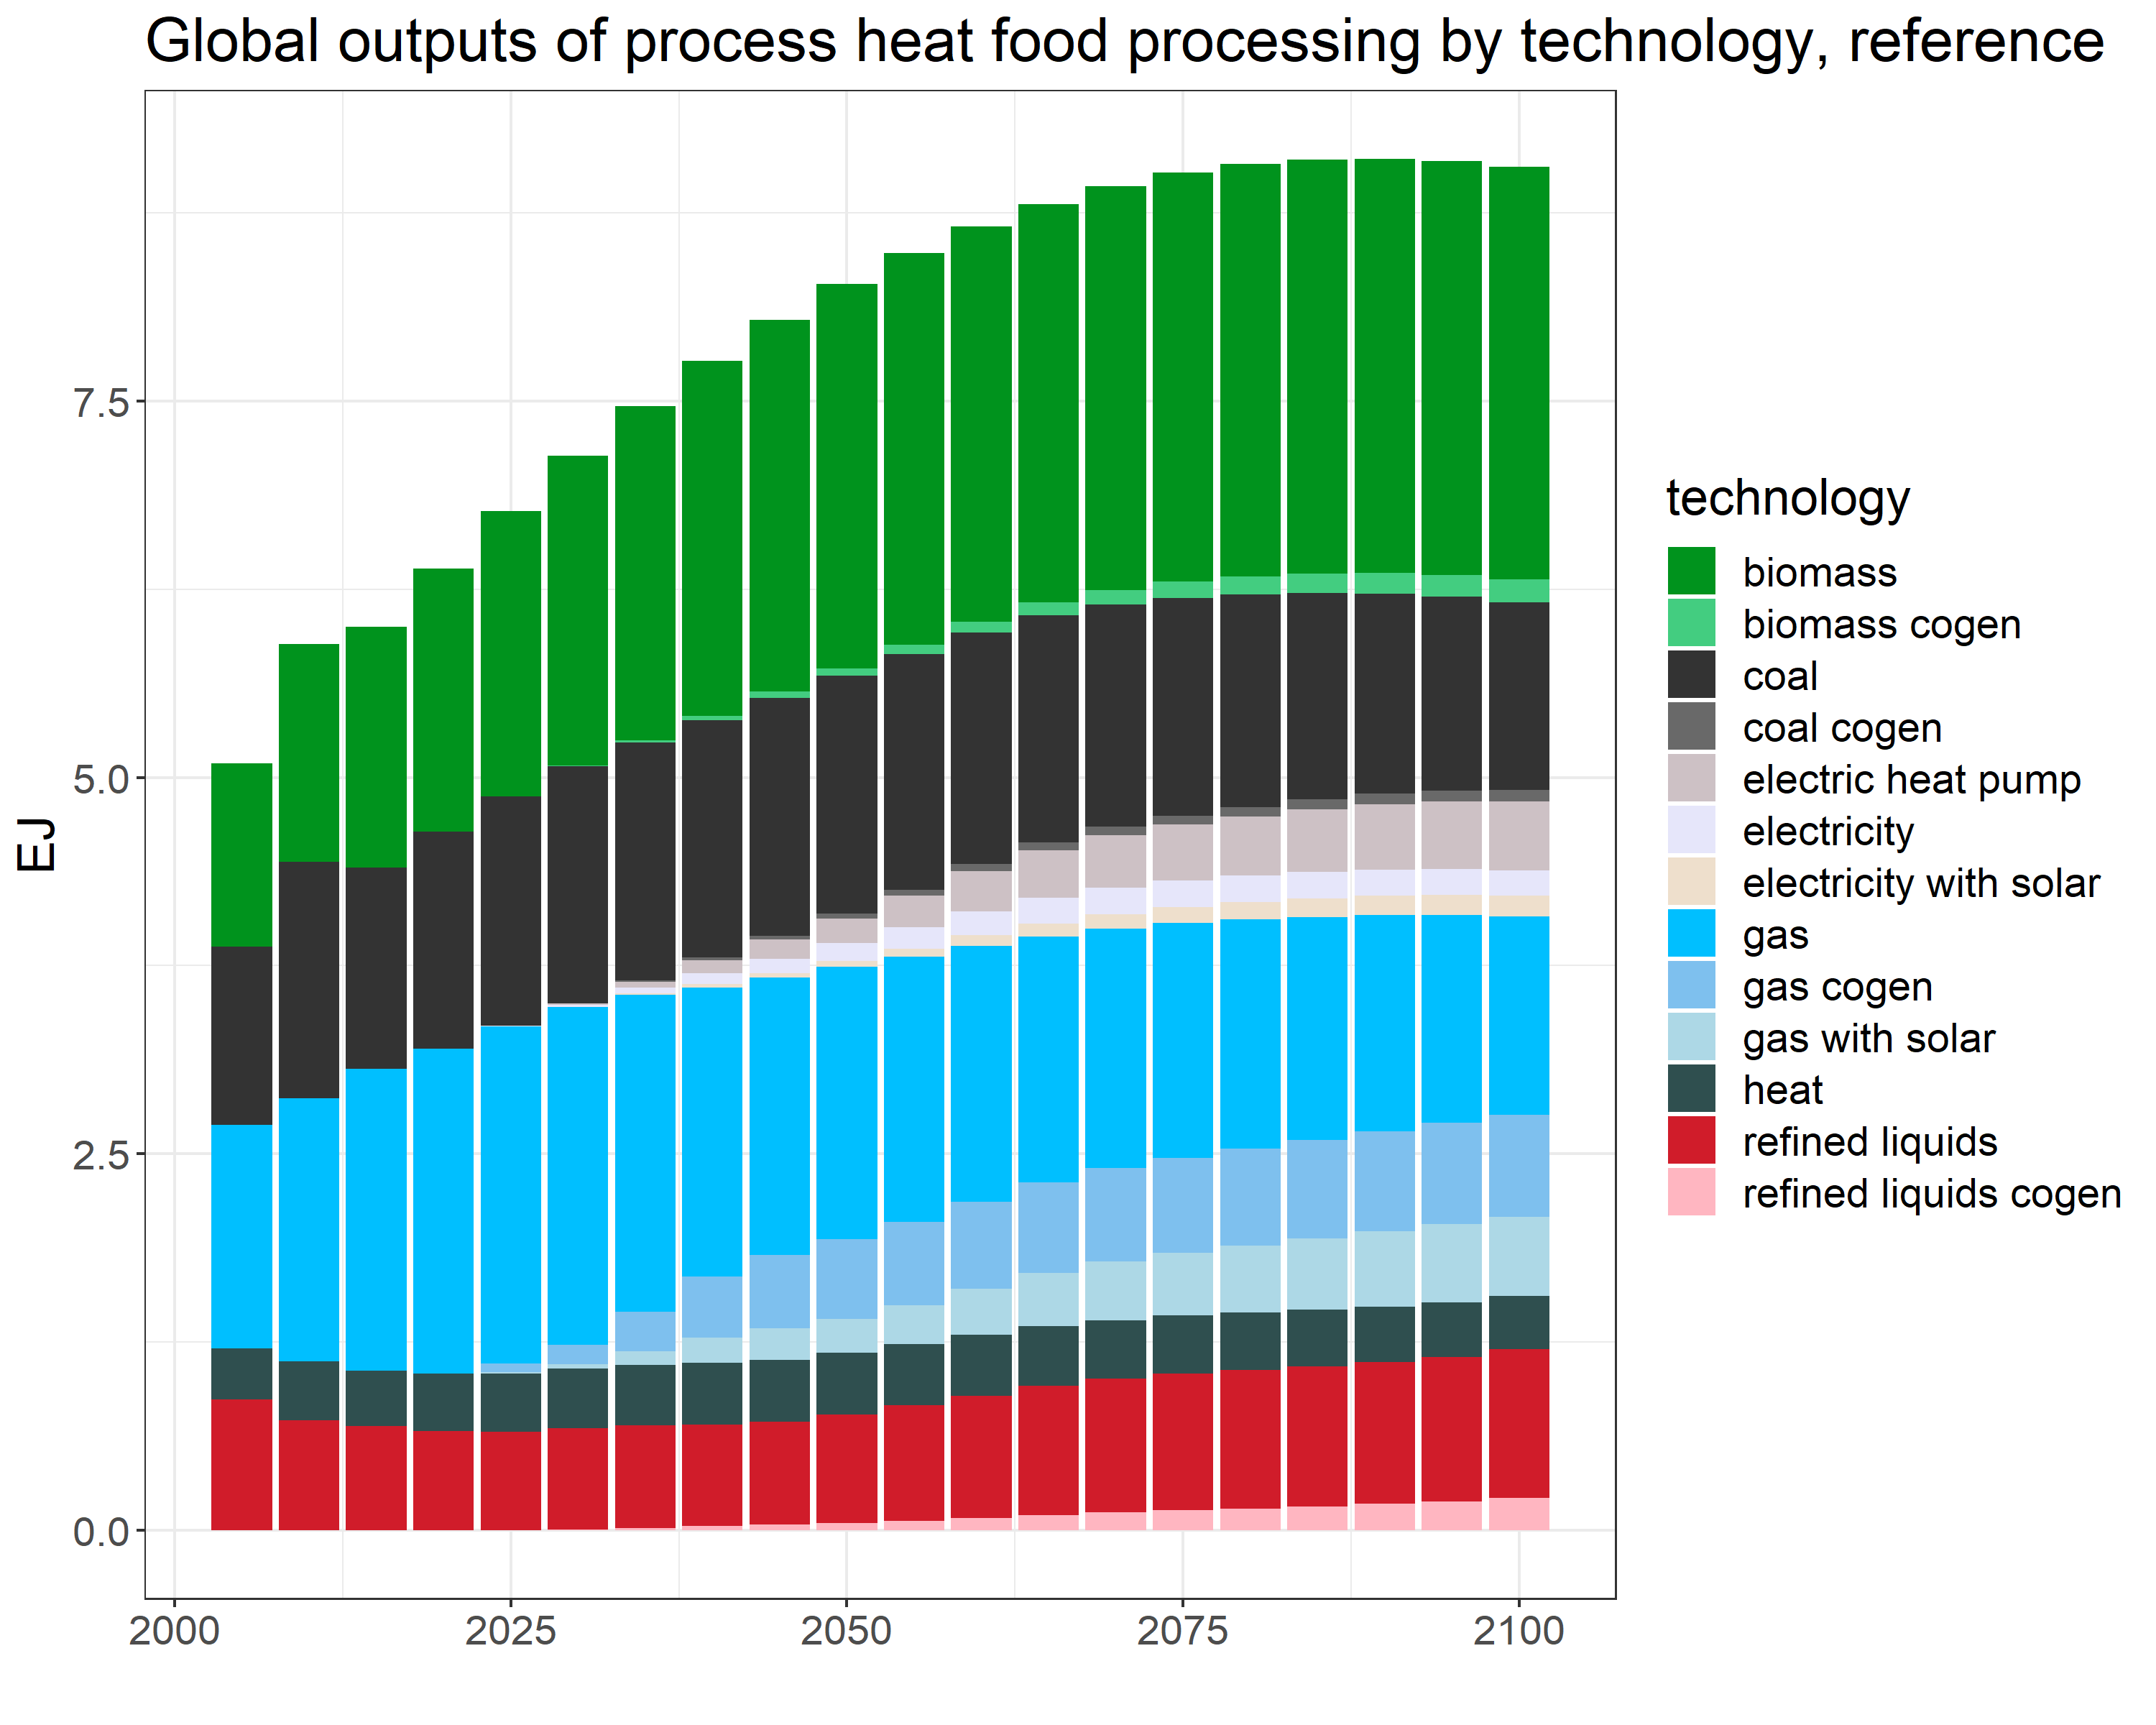 Global outputs of process heat food processing by technology, reference
EJ
7.5
5.0
2.5
0.0
2000
2025
2050
2075
2100
technology
biomass
biomass cogen
coal
coal cogen
electric heat pump
electricity
electricity with solar
gas
gas cogen
gas with solar
heat
refined liquids
refined liquids cogen